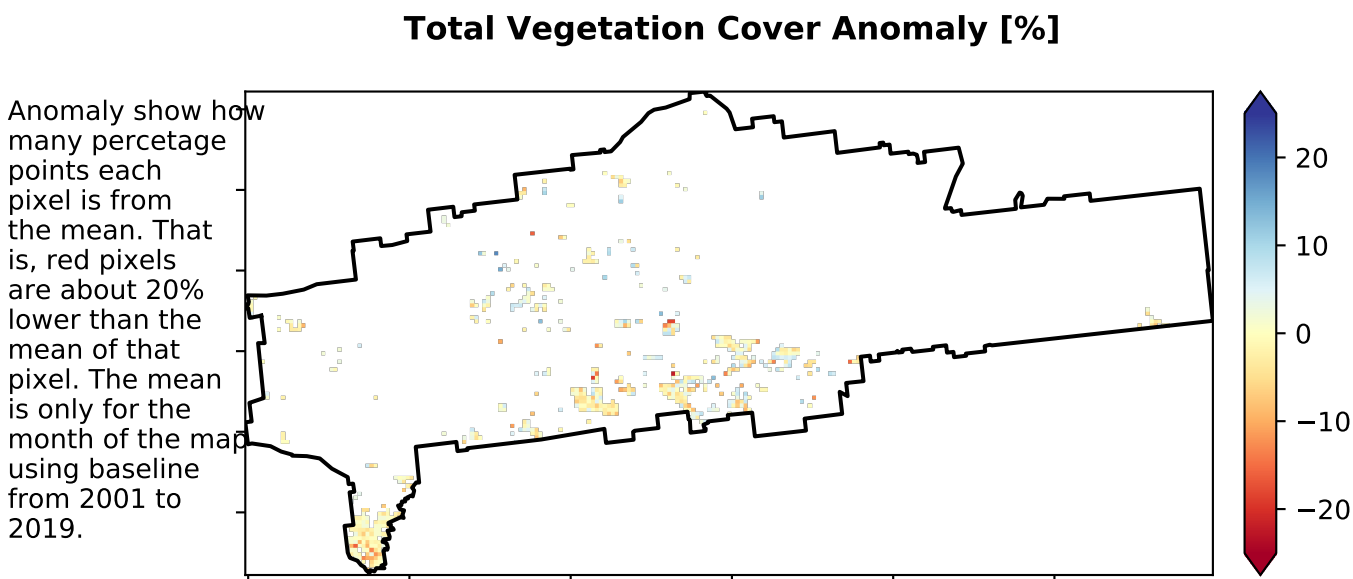 Total Vegetation Cover Anomaly [%]
Anomaly show how
many percetage
points each
pixel is from
the mean. That
is, red pixels
are about 20%
lower than the
mean of that
pixel. The mean
is only for the
month of the map
using baseline
from 2001 to
2019.
20
10
0
−10
−20